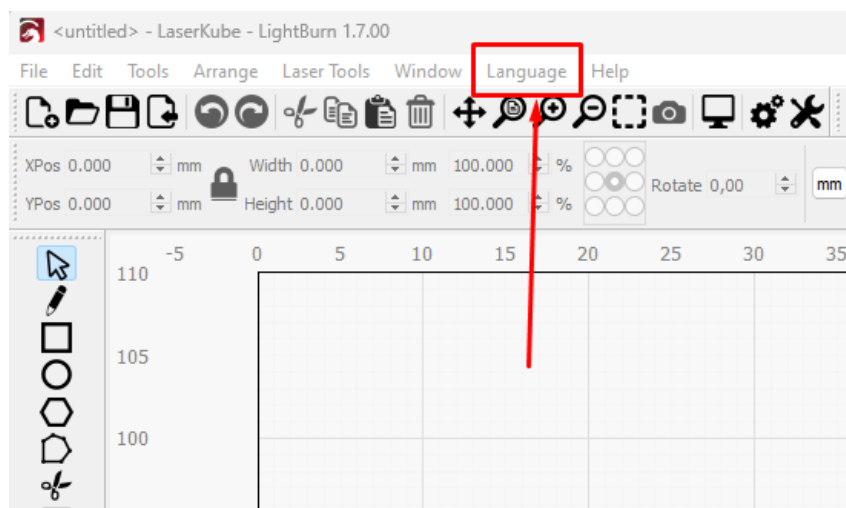 <untitled> - LaserKube - LightBurn 1.7.00
File Edit Tools Arrange Laser Tools Window Language Help
XPos 0.000 mm Width 0.000 mm 100.000 % Rotate 0,00 mm
YPos 0.000 mm Height 0.000 mm 100.000 %
-5 0 5 10 15 20 25 30 35
110
105
100